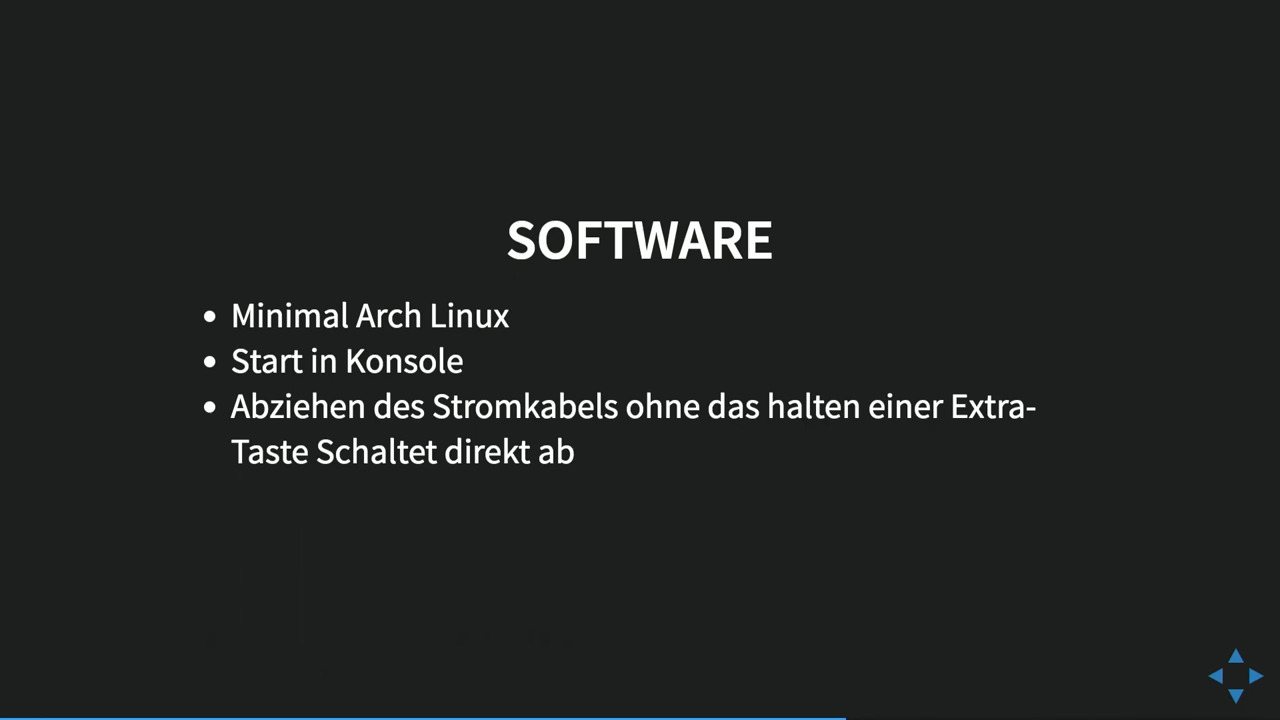 SOFTWARE
Minimal Arch Linux
Start in Konsole
Abziehen des Stromkabels ohne das halten einer Extra-
Taste Schaltet direkt ab